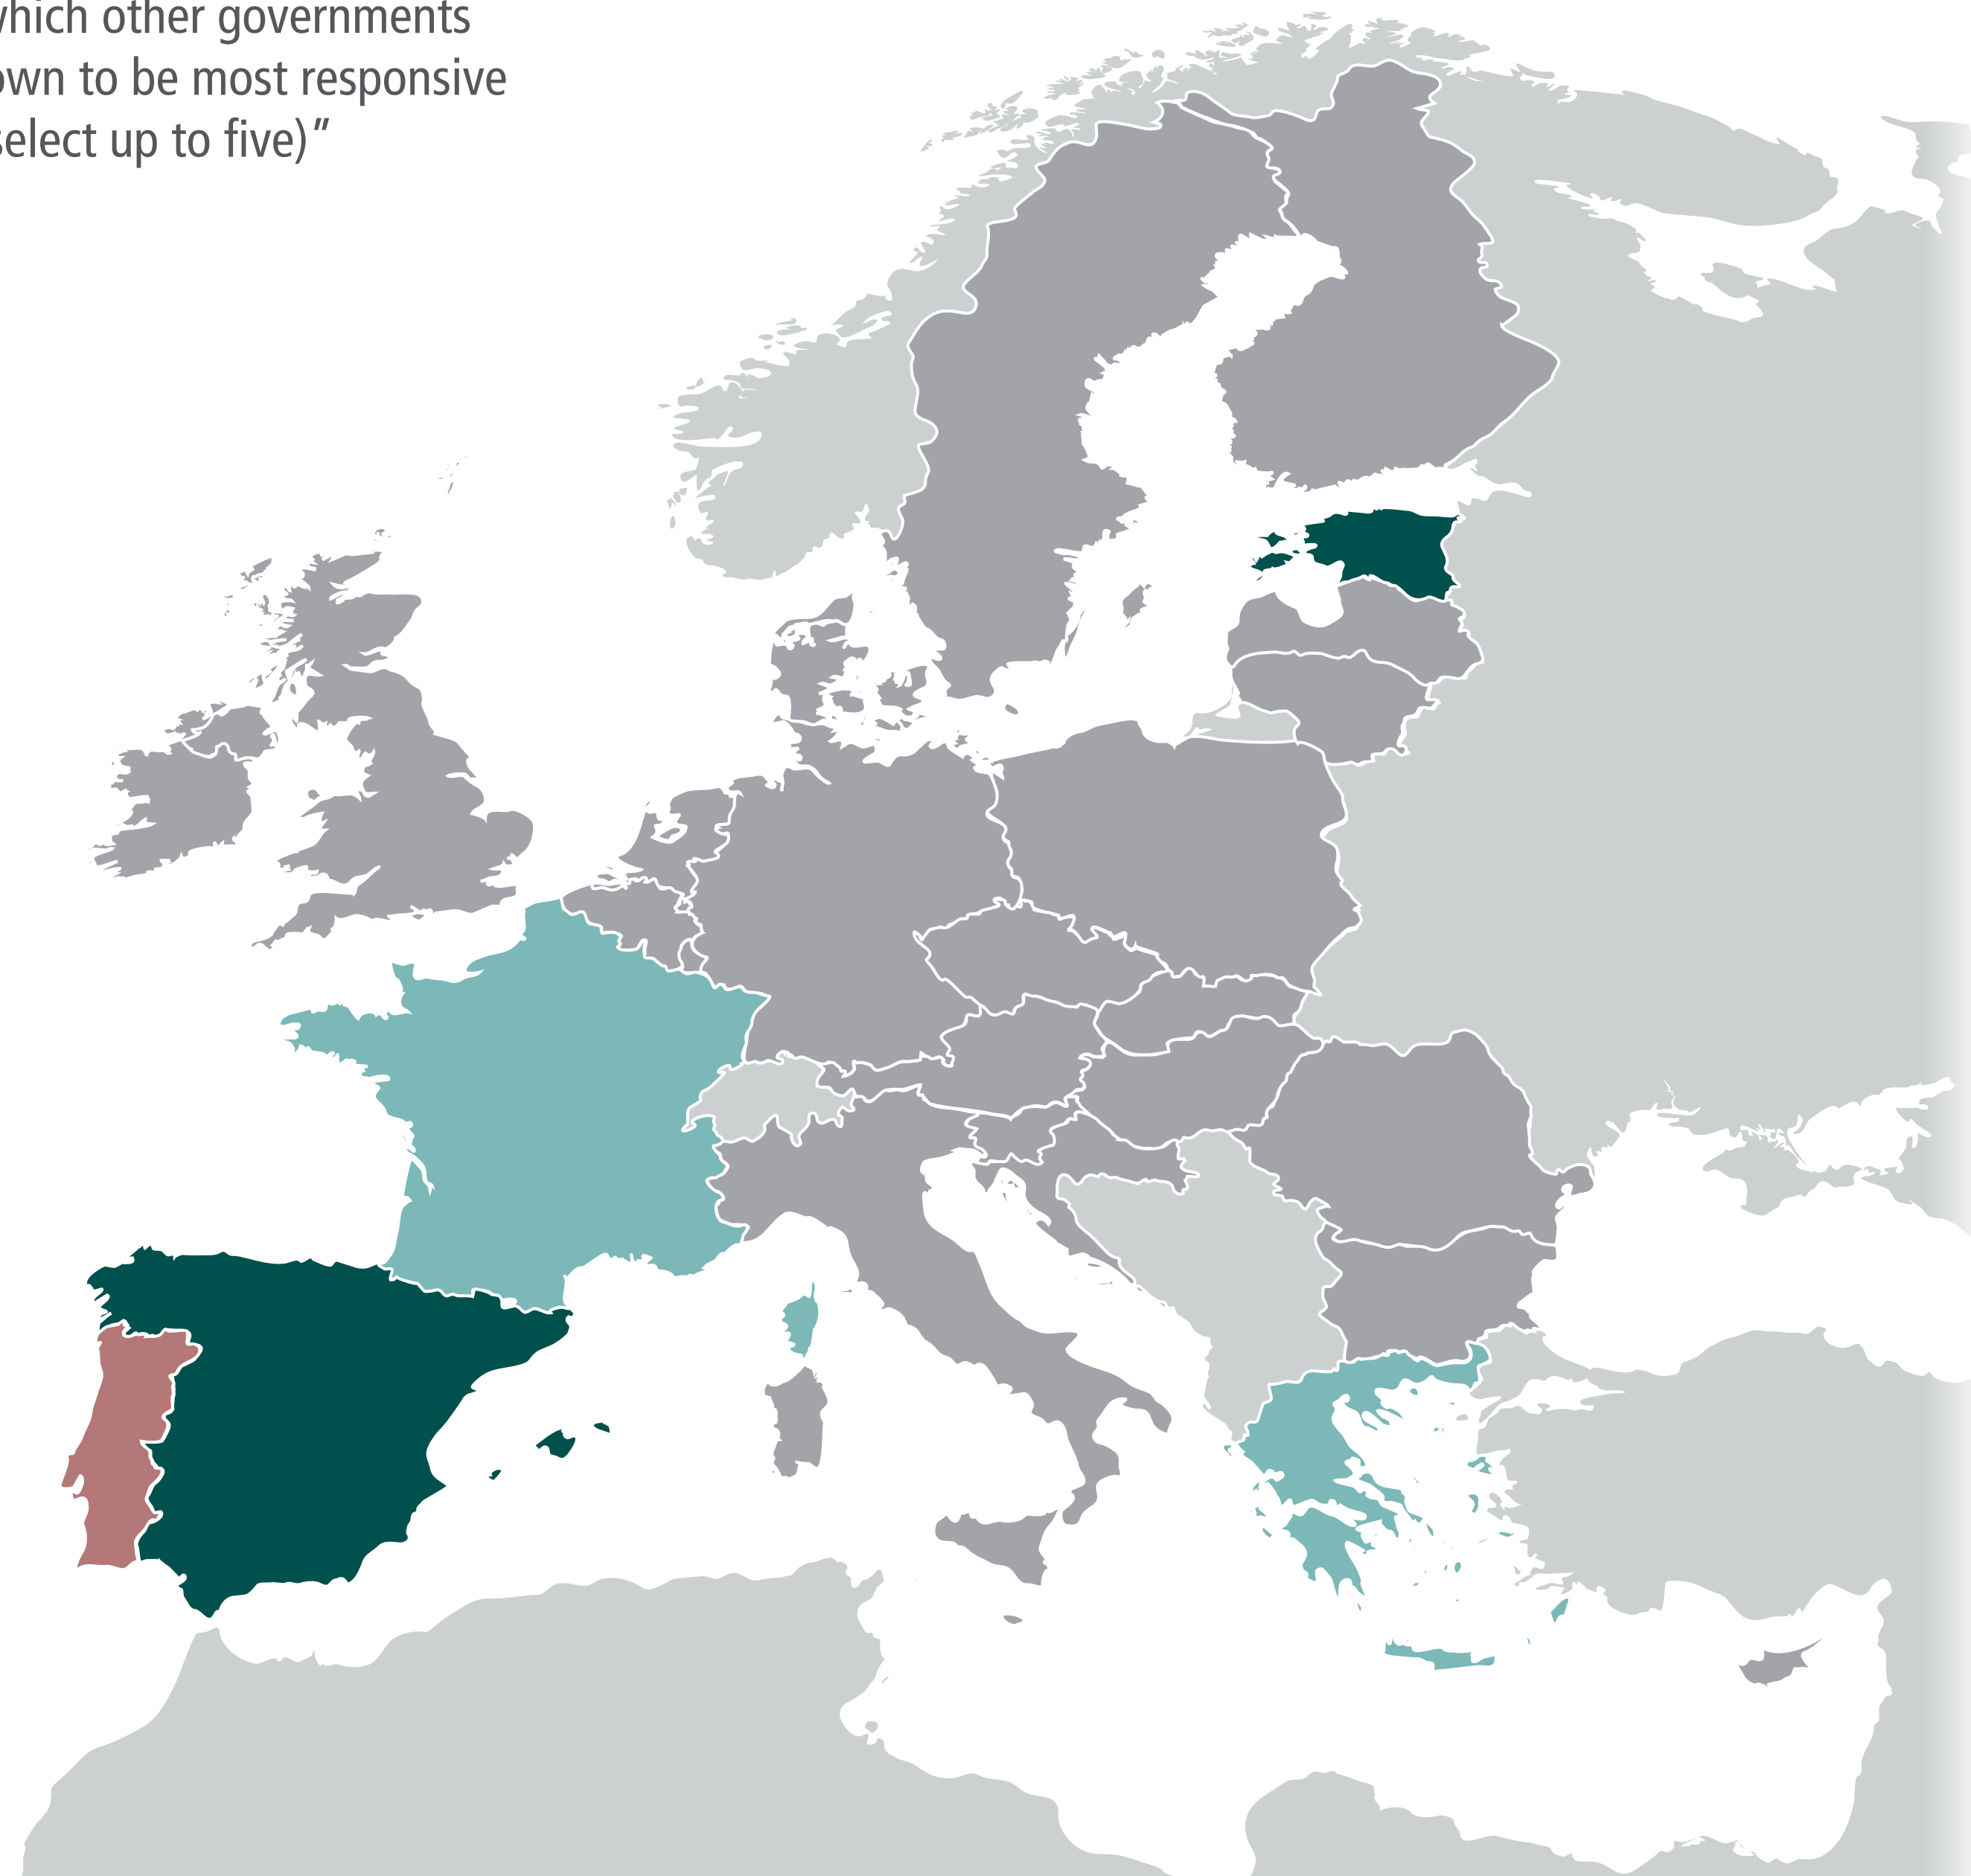 which other governments
own to be most responsive
select up to five)”